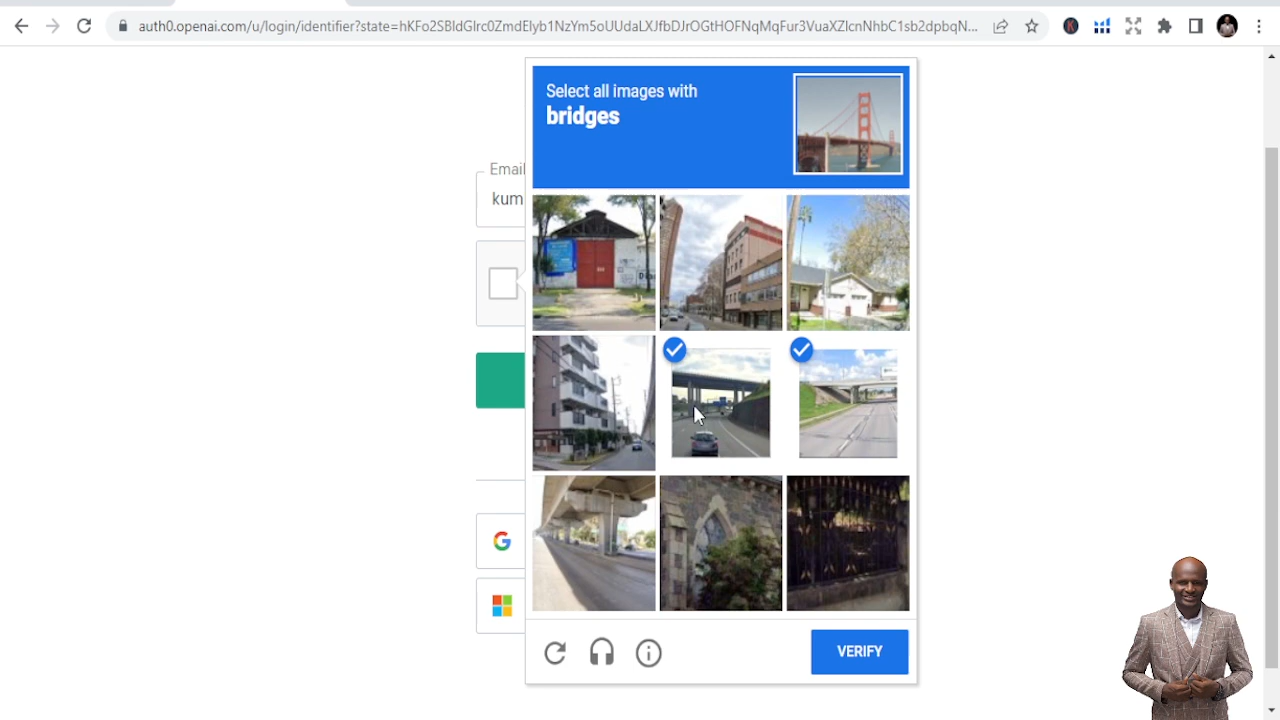 auth0.openai.com/u/login/identifier?state=hKFo2SBldGlrc0ZmdElyb1NzYm5oUUdaLXJfbDJrOGtHOFNqMqFur3VuaXZlcnNhbC1sb2dpbqN...
Select all images with
bridges
Email
kum
VERIFY